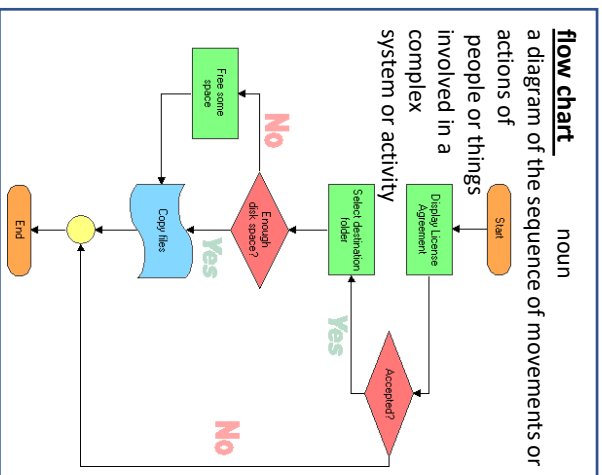 flow chart noun
a diagram of the sequence of movements or
actions of
people or things
involved in a
complex
system or activity
Start
Display License
Agreement
Accepted?
Yes
No
Select destination
folder
Enough
disk space?
No
Yes
Free some
space
Copy files
End